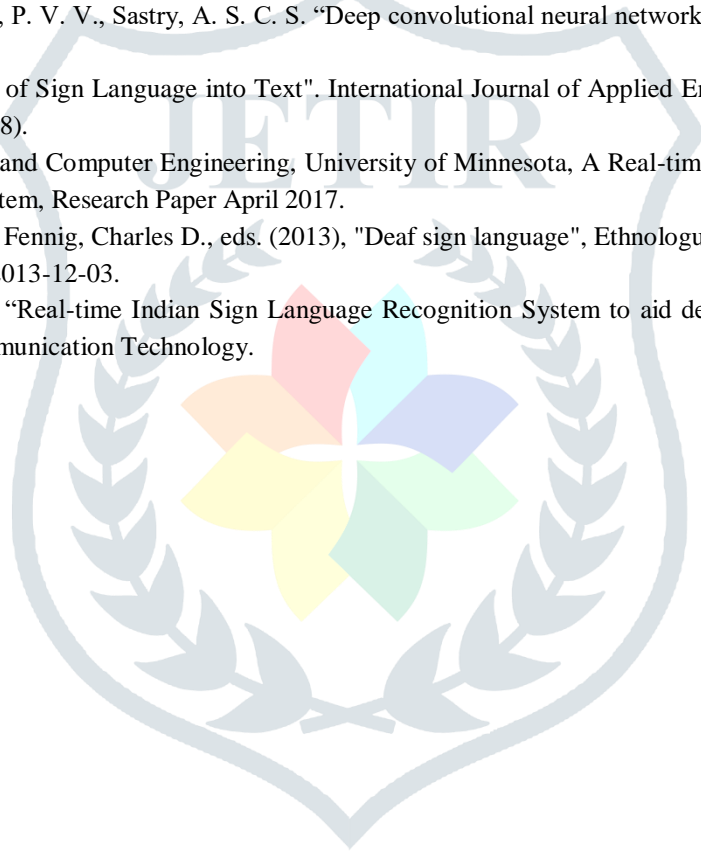 , P. V. V., Sastry, A. S. C. S. “Deep convolutional neural network
of Sign Language into Text". International Journal of Applied En
8).
and Computer Engineering, University of Minnesota, A Real-tim
tem, Research Paper April 2017.
Fennig, Charles D., eds. (2013), "Deaf sign language", Ethnologu
2013-12-03.
“Real-time Indian Sign Language Recognition System to aid de
munication Technology.
JETIR